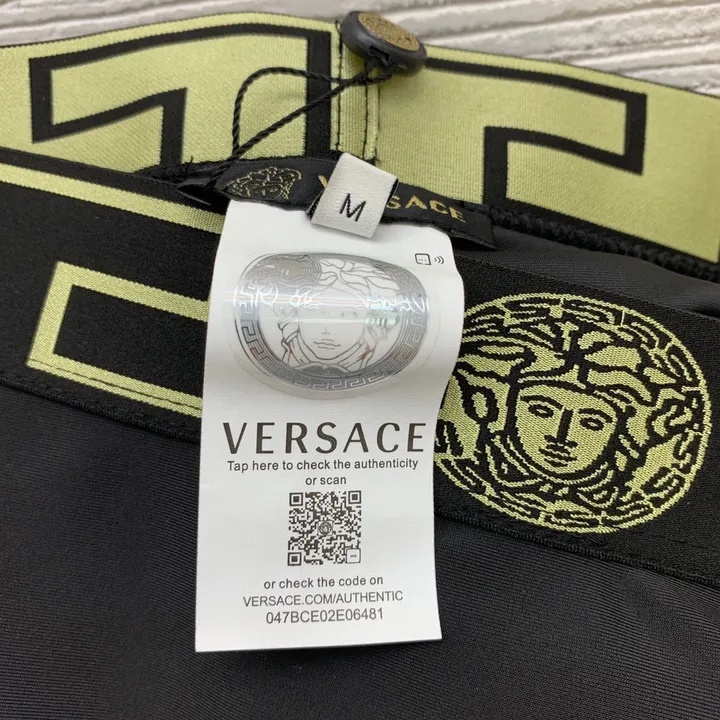 VERSACE
M
VERSACE
Tap here to check the authenticity
or scan
or check the code on
VERSACE.COM/AUTHENTIC
047BCE02E06481